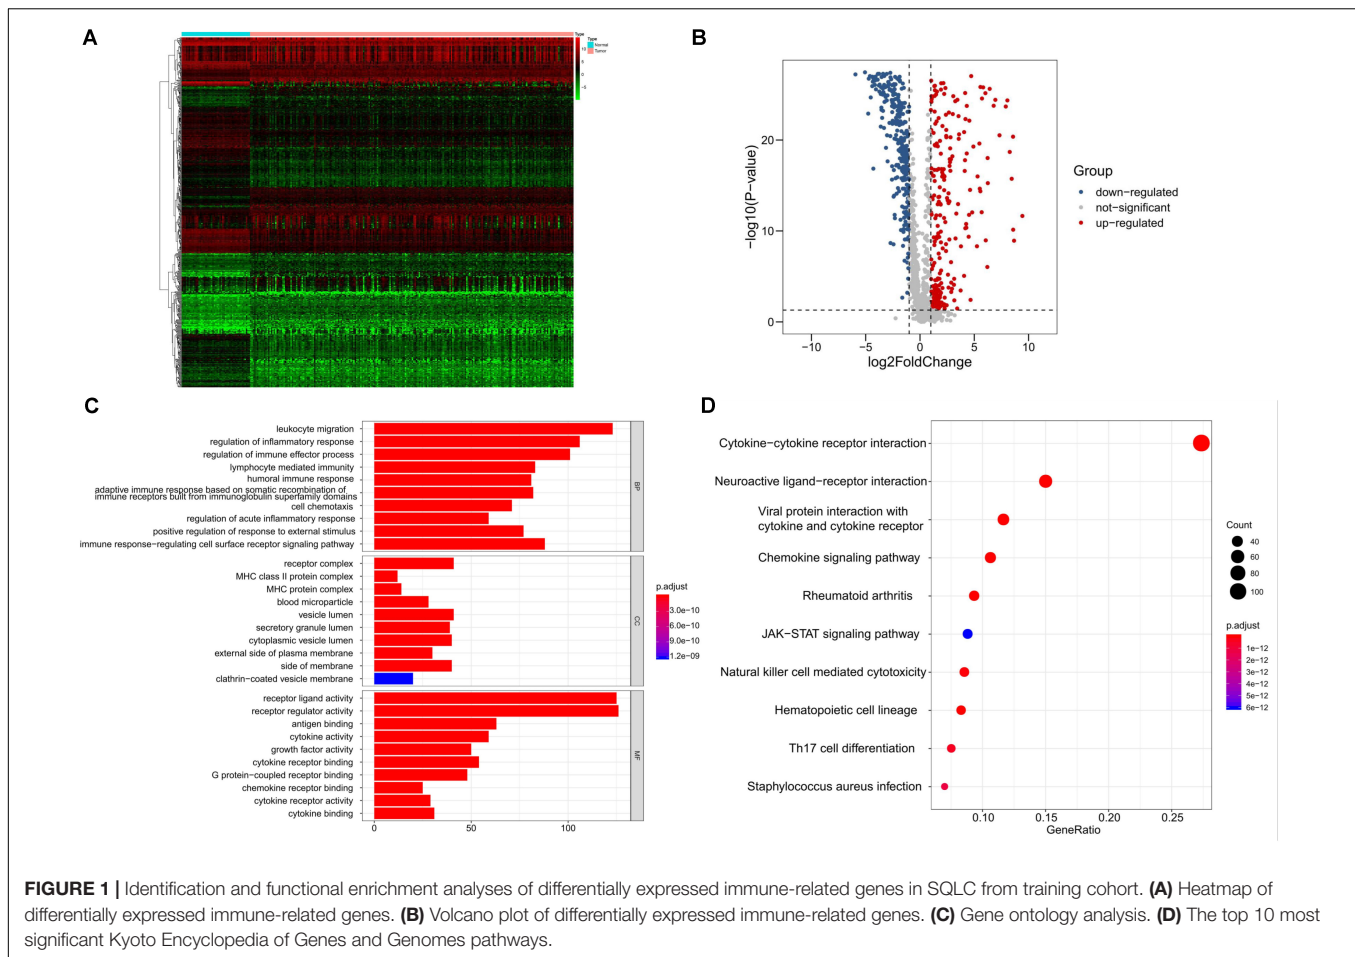 A
Type
Normal
Tumor
Type
10
5
0
−5
B
20
10
0
−log10(P−value)
−10
−5
0
5
10
log2FoldChange
Group
down−regulated
not−significant
up−regulated
C
leukocyte migration
regulation of inflammatory response
regulation of immune effector process
lymphocyte mediated immunity
humoral immune response
adaptive immune response based on somatic recombination of
immune receptors built from immunoglobulin superfamily domains
cell chemotaxis
regulation of acute inflammatory response
positive regulation of response to external stimulus
immune response−regulating cell surface receptor signaling pathway
BP
receptor complex
MHC class II protein complex
MHC protein complex
blood microparticle
vesicle lumen
secretory granule lumen
cytoplasmic vesicle lumen
external side of plasma membrane
side of membrane
clathrin−coated vesicle membrane
CC
receptor ligand activity
receptor regulator activity
antigen binding
cytokine activity
growth factor activity
cytokine receptor binding
G protein−coupled receptor binding
chemokine receptor binding
cytokine receptor activity
cytokine binding
MF
0
50
100
p.adjust
3.0e−10
6.0e−10
9.0e−10
1.2e−09
D
Cytokine−cytokine receptor interaction
Neuroactive ligand−receptor interaction
Viral protein interaction with
cytokine and cytokine receptor
Chemokine signaling pathway
Rheumatoid arthritis
JAK−STAT signaling pathway
Natural killer cell mediated cytotoxicity
Hematopoietic cell lineage
Th17 cell differentiation
Staphylococcus aureus infection
0.10
0.15
0.20
0.25
GeneRatio
Count
40
60
80
100
p.adjust
1e−12
2e−12
3e−12
4e−12
5e−12
6e−12
FIGURE 1 | Identification and functional enrichment analyses of differentially expressed immune-related genes in SQLC from training cohort. (A) Heatmap of
differentially expressed immune-related genes. (B) Volcano plot of differentially expressed immune-related genes. (C) Gene ontology analysis. (D) The top 10 most
significant Kyoto Encyclopedia of Genes and Genomes pathways.